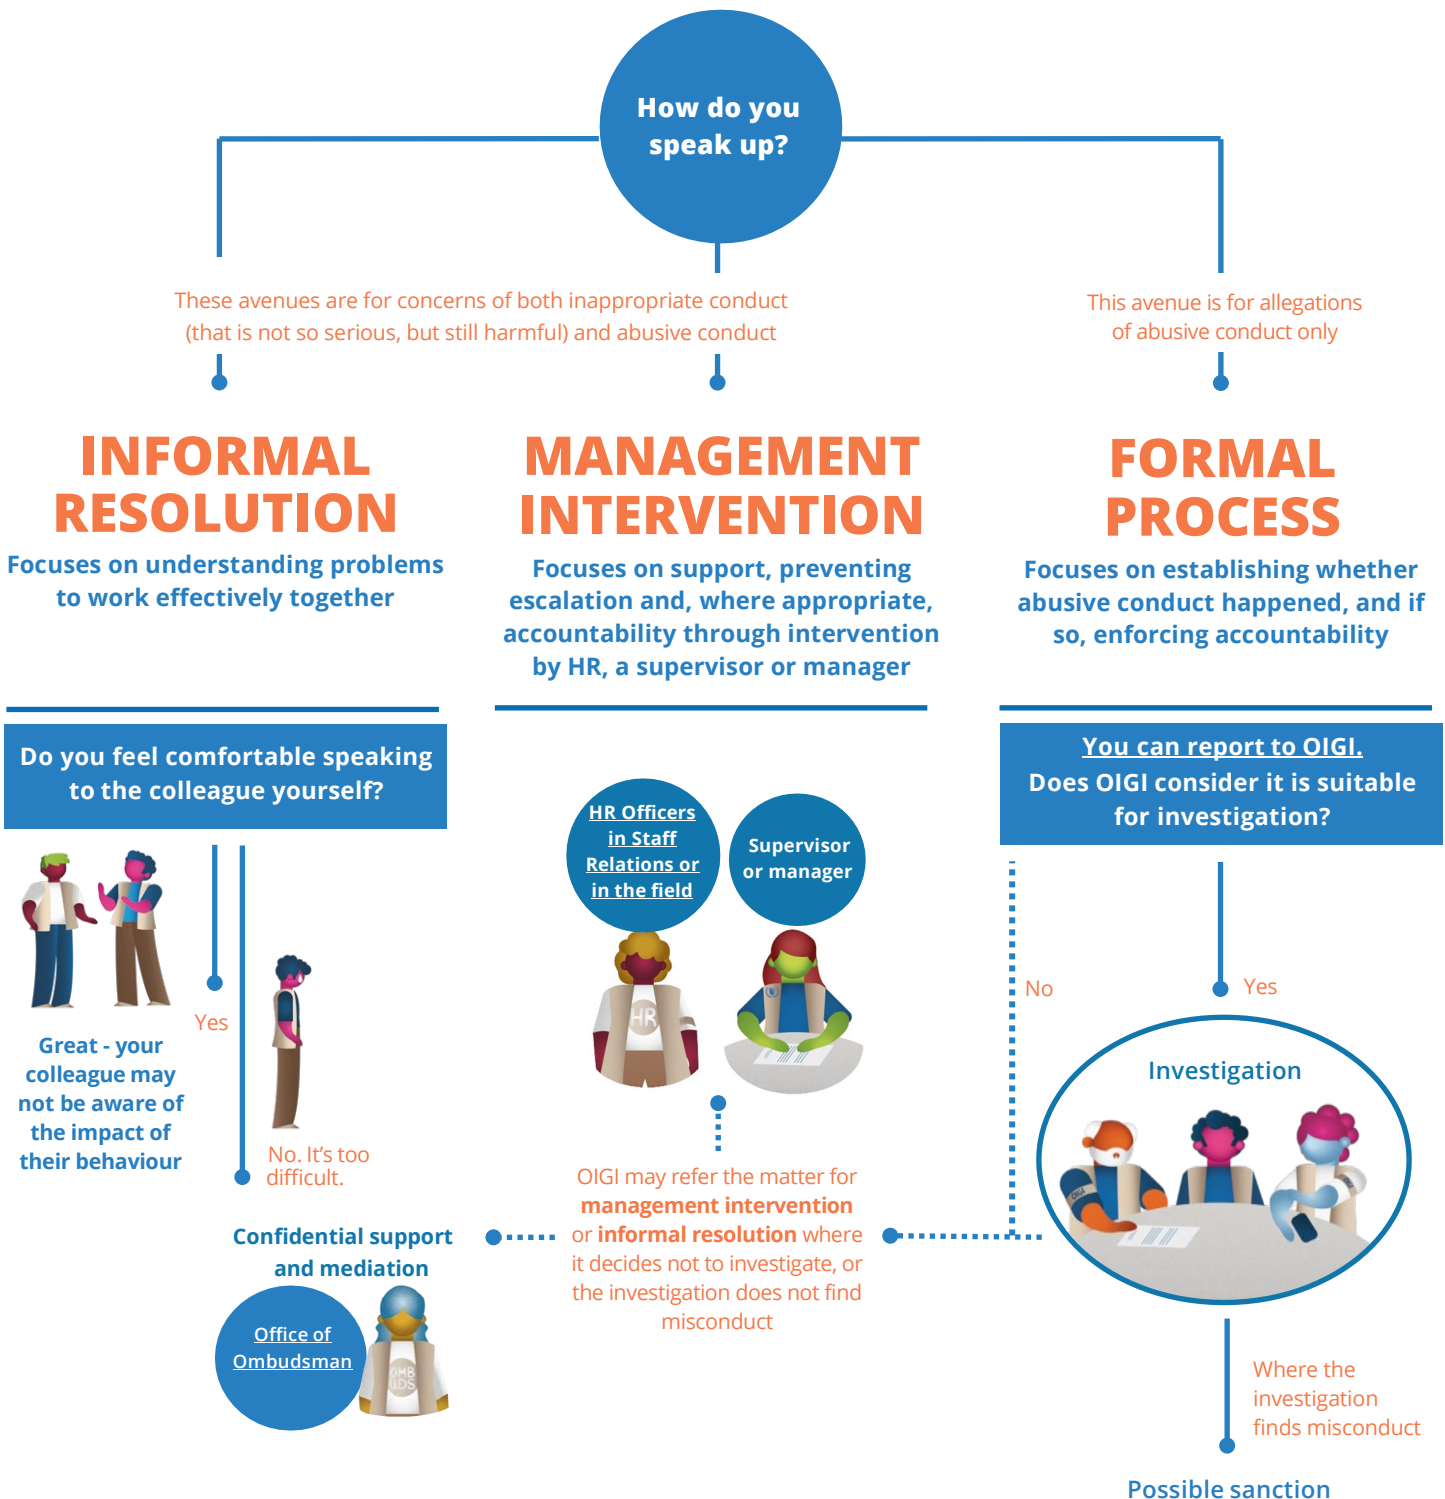 How do you
speak up?
These avenues are for concerns of both inappropriate conduct
(that is not so serious, but still harmful) and abusive conduct
This avenue is for allegations
of abusive conduct only
INFORMAL
RESOLUTION
Focuses on understanding problems
to work effectively together
MANAGEMENT
INTERVENTION
Focuses on support, preventing
escalation and, where appropriate,
accountability through intervention
by HR, a supervisor or manager
FORMAL
PROCESS
Focuses on establishing whether
abusive conduct happened, and if
so, enforcing accountability
Do you feel comfortable speaking
to the colleague yourself?
Yes
Great - your
colleague may
not be aware of
the impact of
their behaviour
No. It’s too
difficult.
Confidential support
and mediation
Office of
Ombudsman
OMB
UDS
HR Officers
in Staff
Relations or
in the field
Supervisor
or manager
HR
OIGI may refer the matter for
management intervention
or informal resolution where
it decides not to investigate, or
the investigation does not find
misconduct
You can report to OIGI.
Does OIGI consider it is suitable
for investigation?
No
Yes
Investigation
OIGI
OIGI
Where the
investigation
finds misconduct
Possible sanction